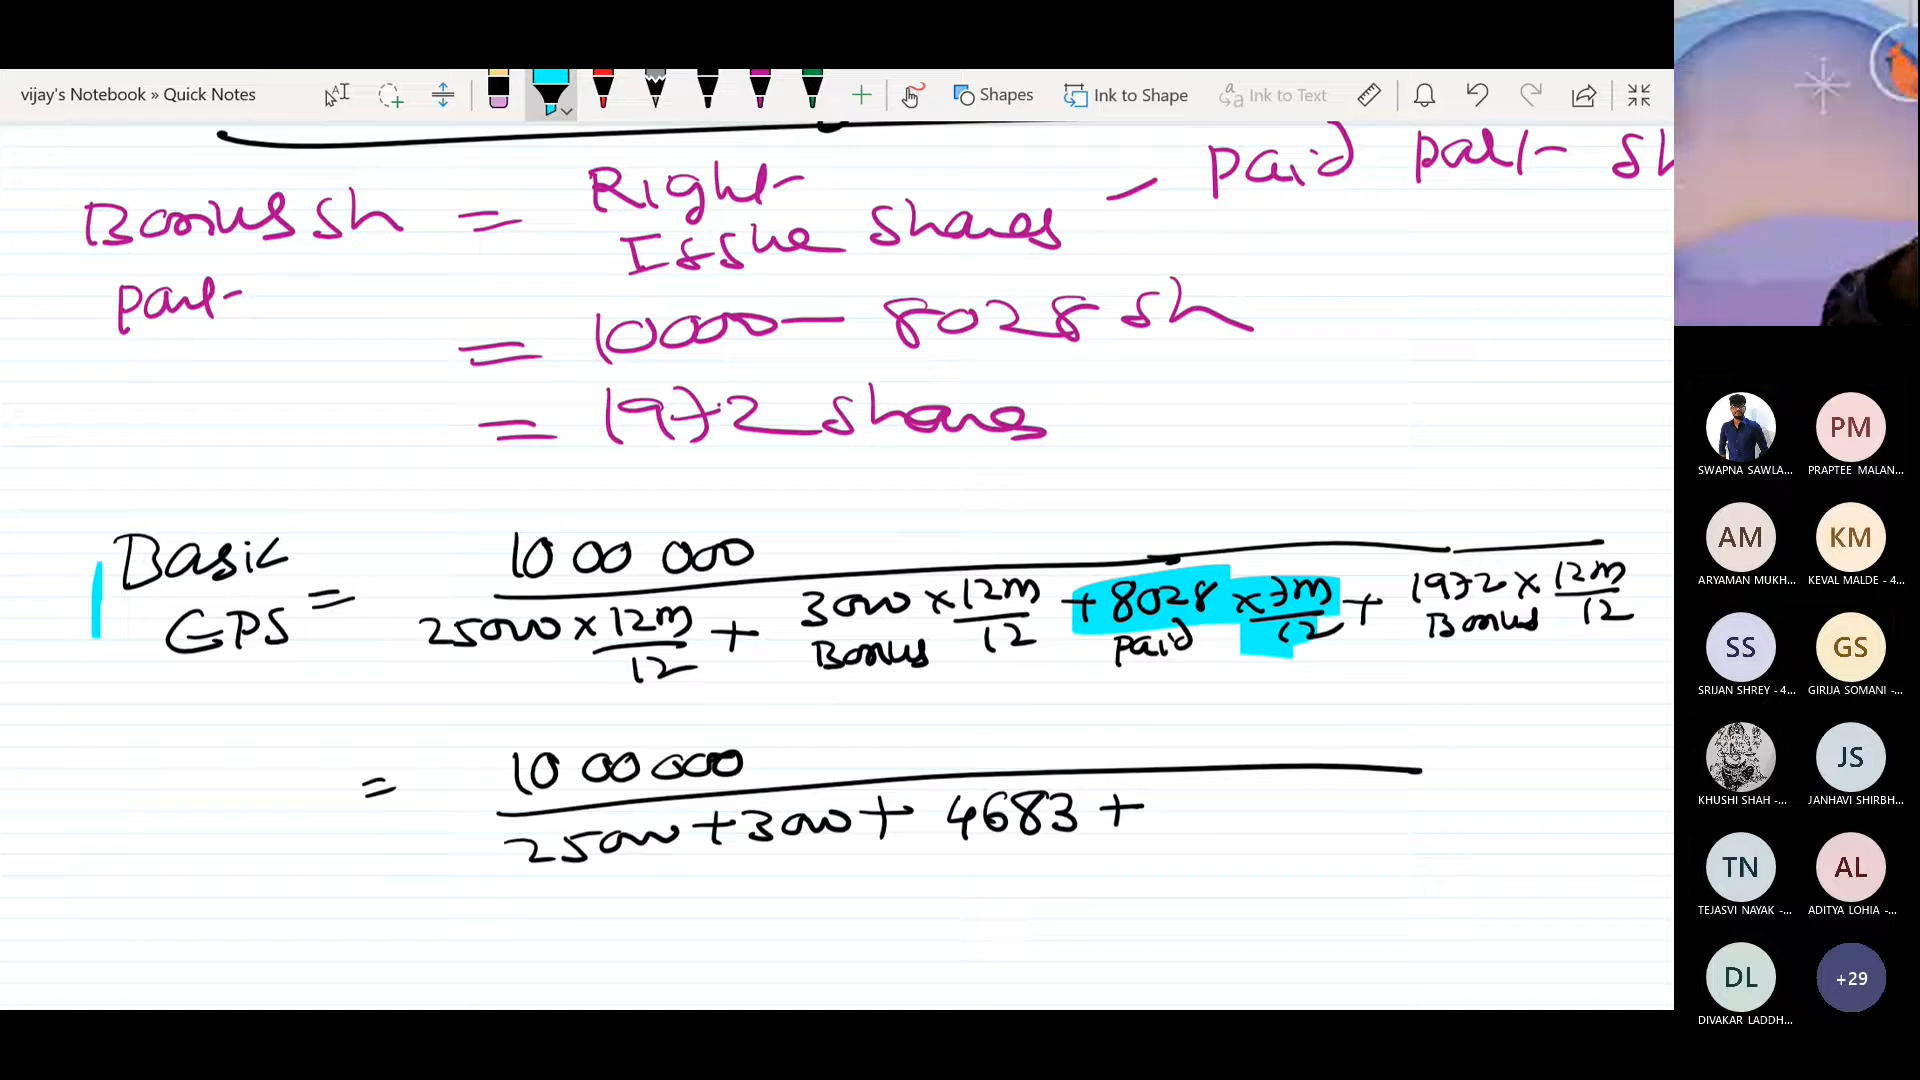 vijay's Notebook » Quick Notes
Shapes
Ink to Shape
Ink to Text
Paid part sh
Bonus sh = Right
Issue shares -
part
= 10000 - 8028 sh
= 1972 shares
Basic EPS = 10 00 000
25000 × 12m/12 + 3000 × 12m/12 + 8028 × 7m/12 + 1972 × 12m/12
Bonus Paid Bonus
= 10 00 000
25000 + 3000 + 4683 +
SWAPNA SAWLA...
PM
PRAPTEE MALAN...
AM
ARYAMAN MUKH...
KM
KEVAL MALDE - 4...
SS
SRIJAN SHREY - 4...
GS
GIRIJA SOMANI -...
KHUSHI SHAH -...
JS
JANHAVI SHIRBH...
TN
TEJASVI NAYAK -...
AL
ADITYA LOHIA -...
DL
DIVAKAR LADDH...
+29